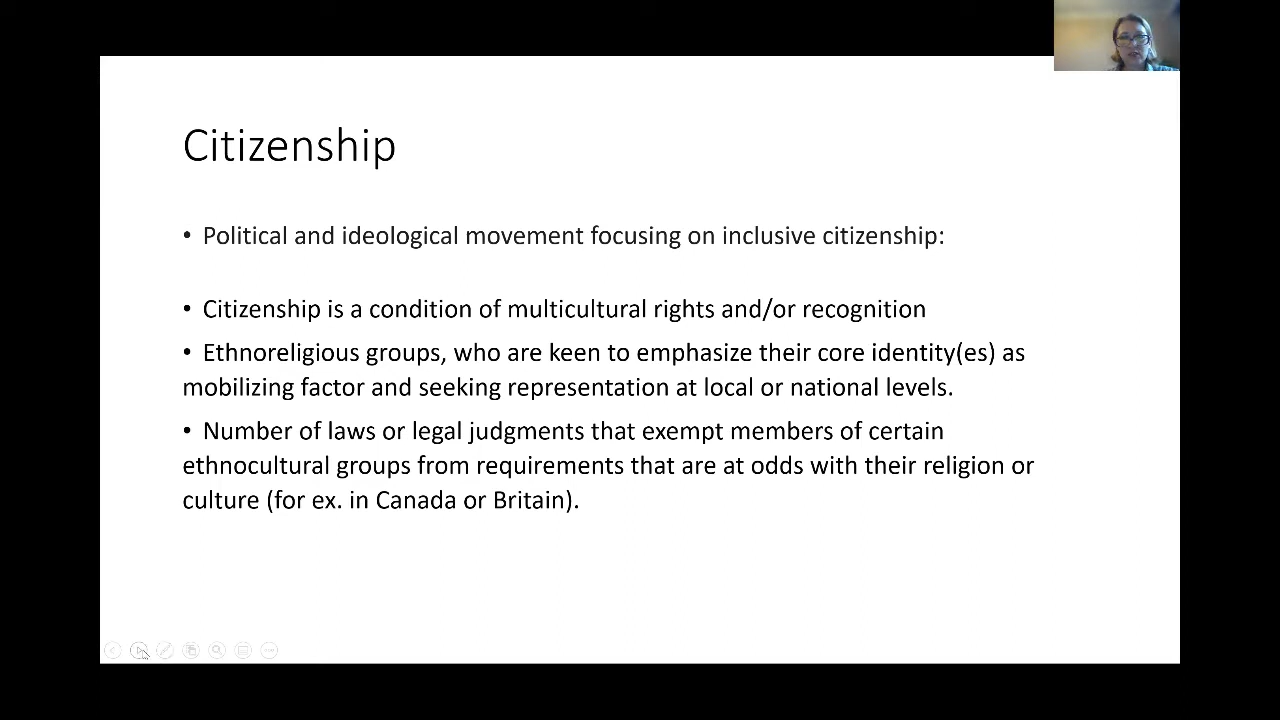 Citizenship
• Political and ideological movement focusing on inclusive citizenship:
• Citizenship is a condition of multicultural rights and/or recognition
• Ethnoreligious groups, who are keen to emphasize their core identity(es) as
mobilizing factor and seeking representation at local or national levels.
• Number of laws or legal judgments that exempt members of certain
ethnocultural groups from requirements that are at odds with their religion or
culture (for ex. in Canada or Britain).